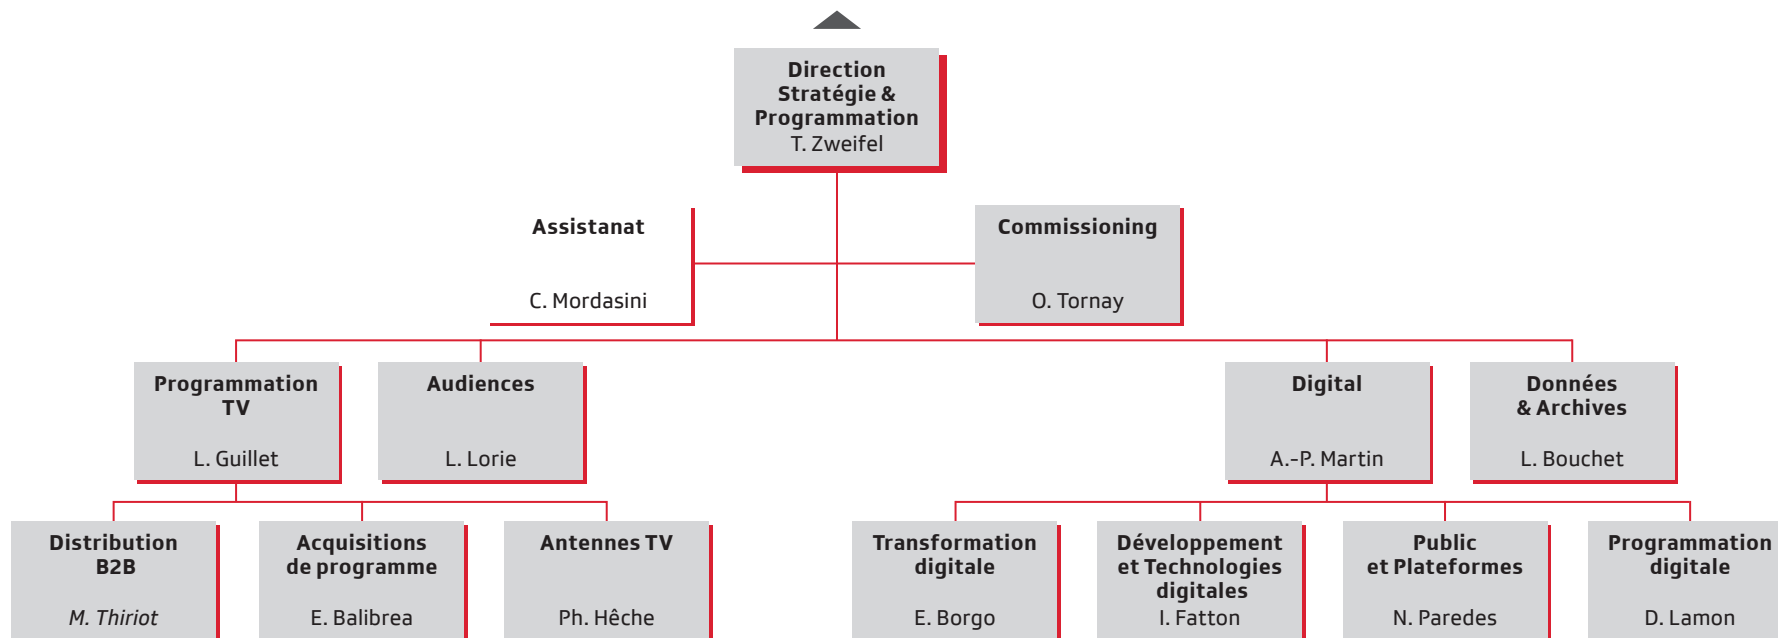 Direction
Stratégie &
Programmation
T. Zweifel
Assistanat
C. Mordasini
Commissioning
O. Tornay
Programmation
TV
L. Guillet
Audiences
L. Lorie
Digital
A.-P. Martin
Données
& Archives
L. Bouchet
Distribution
B2B
M. Thiriot
Acquisitions
de programme
E. Balibrea
Antennes TV
Ph. Hêche
Transformation
digitale
E. Borgo
Développement
et Technologies
digitales
I. Fatton
Public
et Plateformes
N. Paredes
Programmation
digitale
D. Lamon